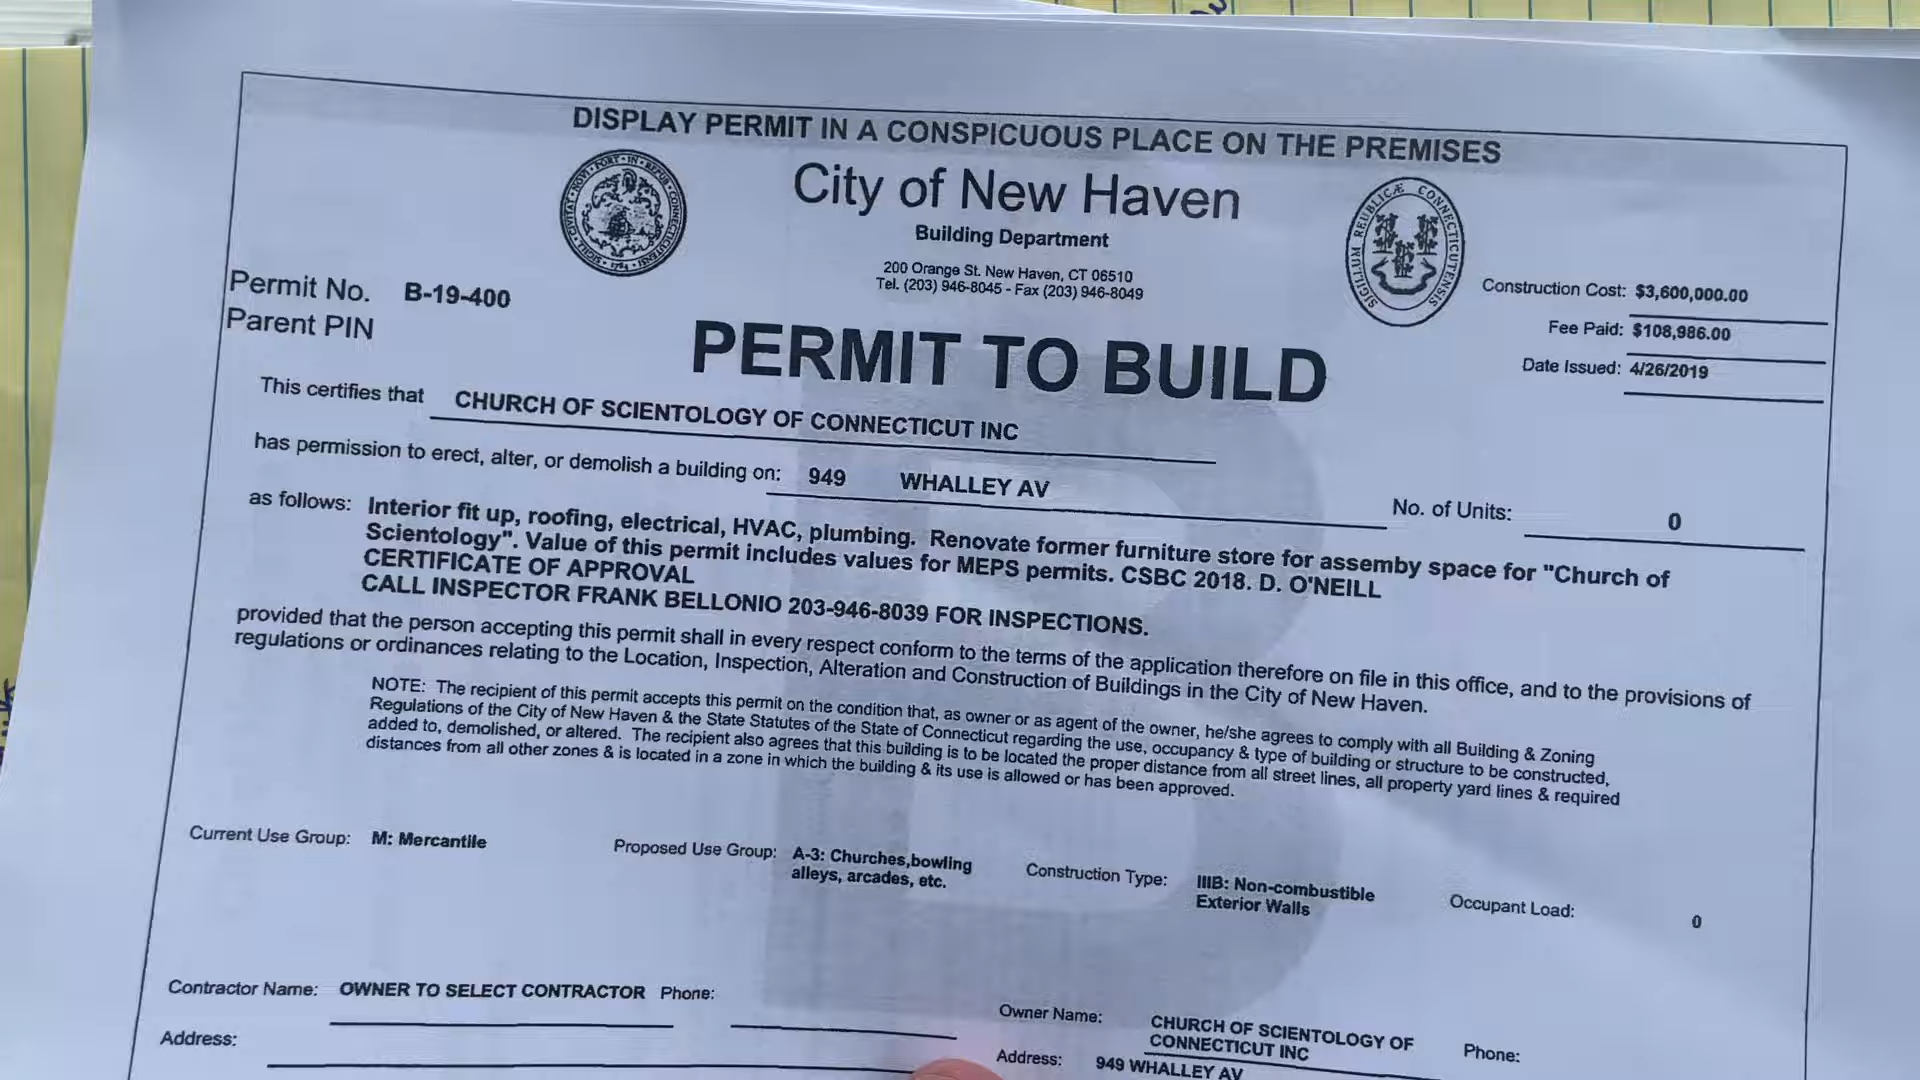 DISPLAY PERMIT IN A CONSPICUOUS PLACE ON THE PREMISES
City of New Haven
Building Department
200 Orange St. New Haven, CT 06510
Tel. (203) 946-8045 - Fax (203) 946-8049
SIGILLUM REIPUBLICÆ CONNECTICUTENSIS
Permit No. B-19-400
Parent PIN
Construction Cost: $3,600,000.00
Fee Paid: $108,986.00
Date Issued: 4/26/2019
PERMIT TO BUILD
This certifies that CHURCH OF SCIENTOLOGY OF CONNECTICUT INC
has permission to erect, alter, or demolish a building on: 949 WHALLEY AV
No. of Units: 0
as follows: Interior fit up, roofing, electrical, HVAC, plumbing. Renovate former furniture store for assemby space for "Church of
Scientology". Value of this permit includes values for MEPS permits. CSBC 2018. D. O'NEILL
CERTIFICATE OF APPROVAL
CALL INSPECTOR FRANK BELLONIO 203-946-8039 FOR INSPECTIONS.
provided that the person accepting this permit shall in every respect conform to the terms of the application therefore on file in this office, and to the provisions of
regulations or ordinances relating to the Location, Inspection, Alteration and Construction of Buildings in the City of New Haven.
NOTE: The recipient of this permit accepts this permit on the condition that, as owner or as agent of the owner, he/she agrees to comply with all Building & Zoning
Regulations of the City of New Haven & the State Statutes of the State of Connecticut regarding the use, occupancy & type of building or structure to be constructed,
added to, demolished, or altered. The recipient also agrees that this building is to be located the proper distance from all street lines, all property yard lines & required
distances from all other zones & is located in a zone in which the building & its use is allowed or has been approved.
Current Use Group: M: Mercantile
Proposed Use Group: A-3: Churches,bowling
alleys, arcades, etc.
Construction Type: IIIB: Non-combustible
Exterior Walls
Occupant Load: 0
Contractor Name: OWNER TO SELECT CONTRACTOR Phone:
Address:
Owner Name: CHURCH OF SCIENTOLOGY OF
CONNECTICUT INC
Phone:
Address: 949 WHALLEY AV